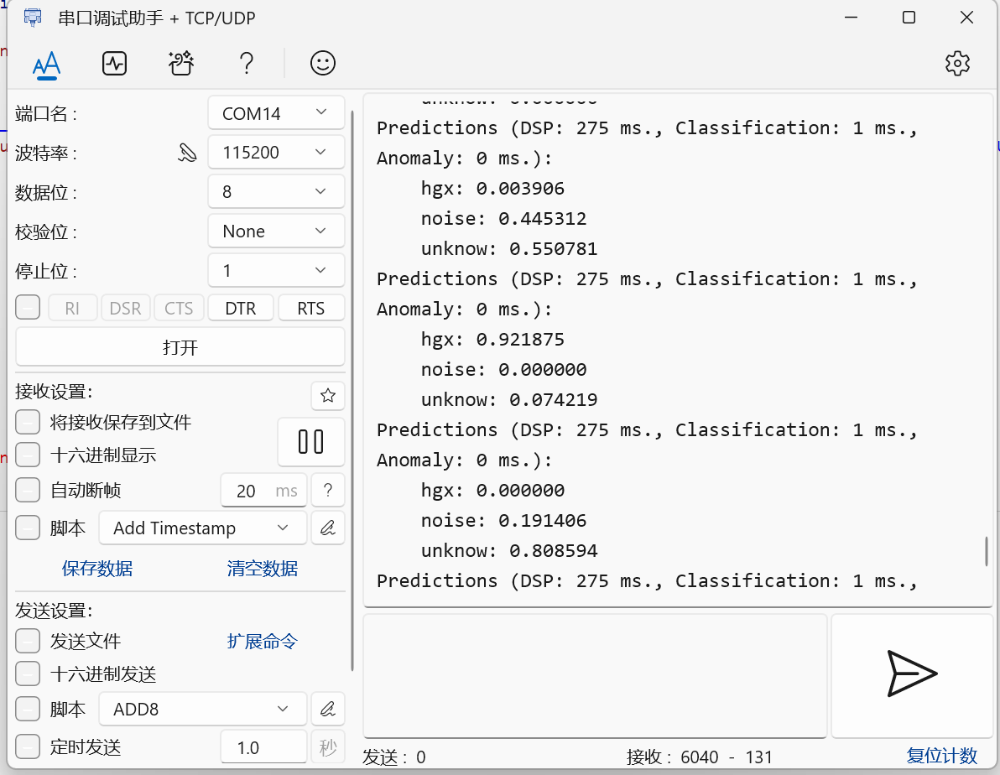 串口调试助手 + TCP/UDP
端口名 :
COM14
波特率 :
115200
数据位 :
8
校验位 :
None
停止位 :
1
RI
DSR
CTS
DTR
RTS
打开
接收设置:
将接收保存到文件
十六进制显示
自动断帧
20 ms
?
脚本
Add Timestamp
保存数据
清空数据
发送设置:
发送文件
扩展命令
十六进制发送
脚本
ADD8
定时发送
1.0
秒
Predictions (DSP: 275 ms., Classification: 1 ms.,
Anomaly: 0 ms.):
hgx: 0.003906
noise: 0.445312
unknow: 0.550781
Predictions (DSP: 275 ms., Classification: 1 ms.,
Anomaly: 0 ms.):
hgx: 0.921875
noise: 0.000000
unknow: 0.074219
Predictions (DSP: 275 ms., Classification: 1 ms.,
Anomaly: 0 ms.):
hgx: 0.000000
noise: 0.191406
unknow: 0.808594
Predictions (DSP: 275 ms., Classification: 1 ms.,
发送 : 0
接收 : 6040 - 131
复位计数